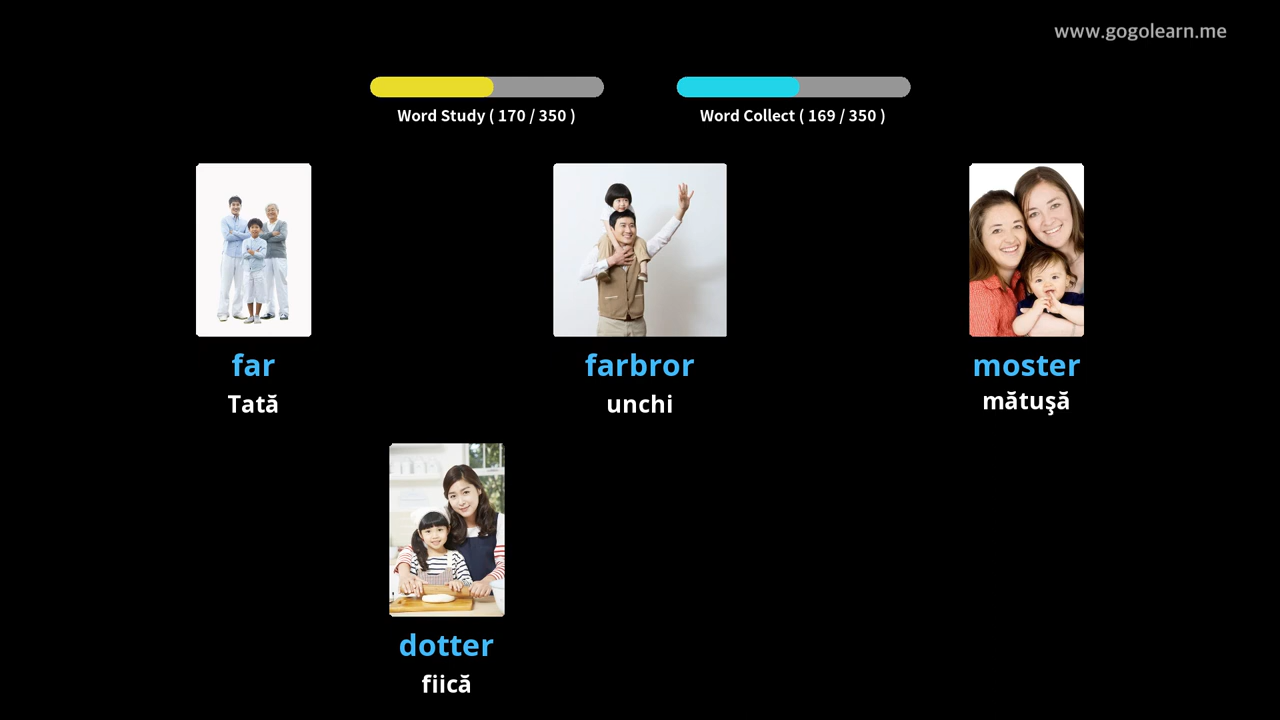 www.gogolearn.me
Word Study ( 170 / 350 )
Word Collect ( 169 / 350 )
far
Tată
farbror
unchi
moster
mătuşă
dotter
fiică